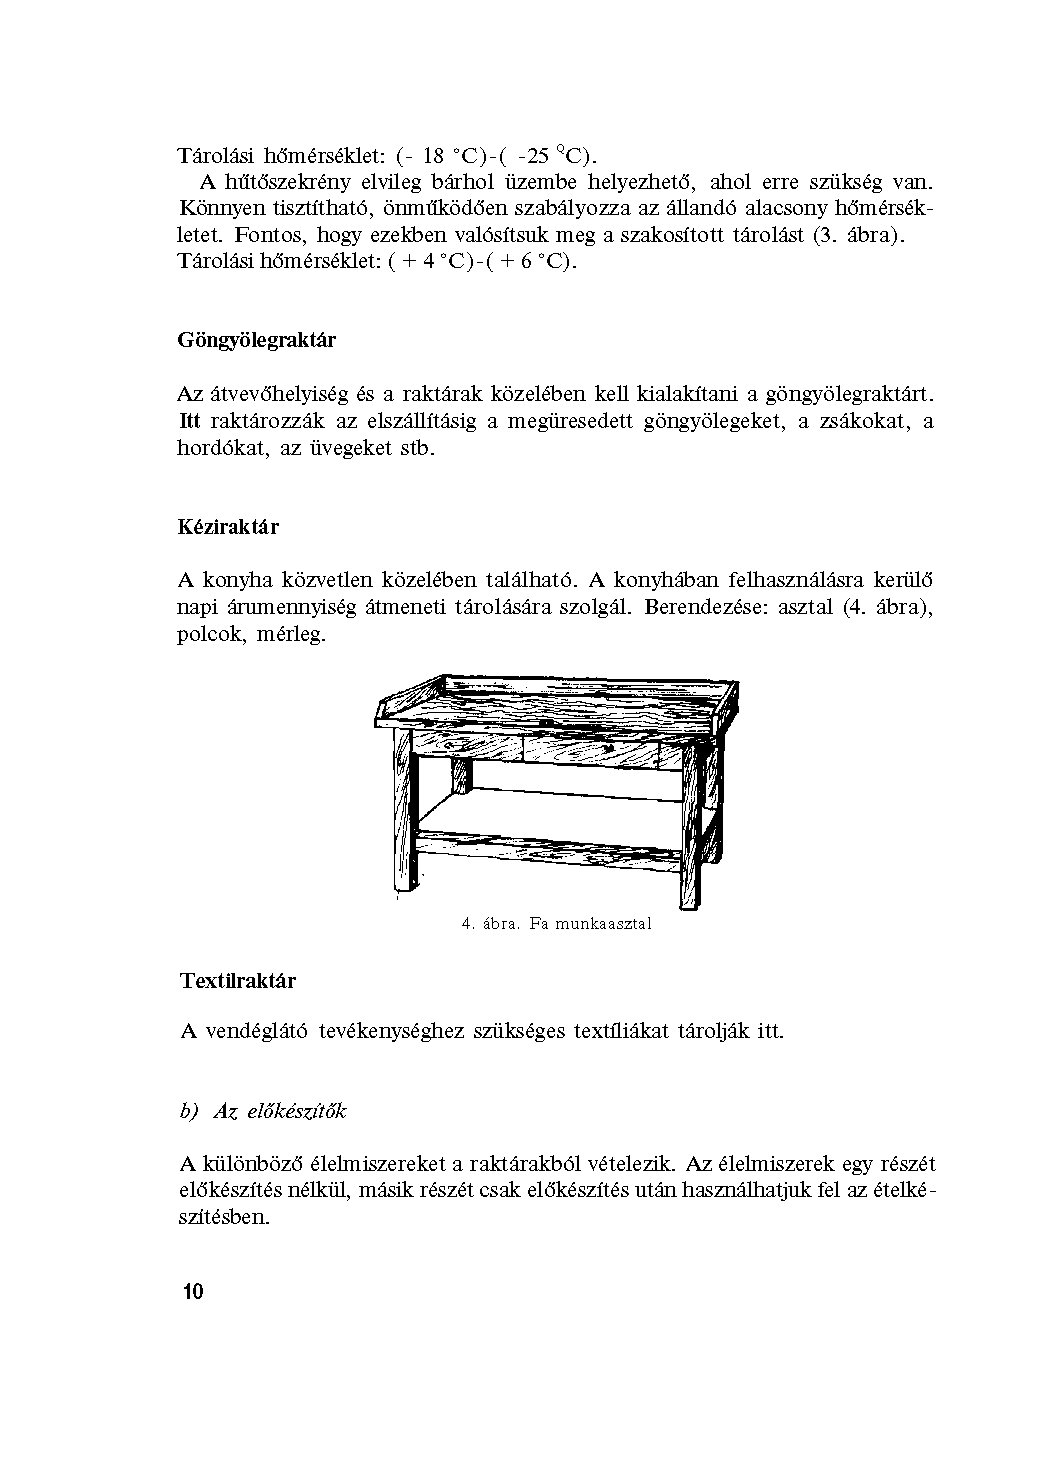 Tárolási hőmérséklet: (- 18 °C)-( -25 °C).
A hűtőszekrény elvileg bárhol üzembe helyezhető, ahol erre szükség van.
Könnyen tisztítható, önműködően szabályozza az állandó alacsony hőmérsék-
letet. Fontos, hogy ezekben valósítsuk meg a szakosított tárolást (3. ábra).
Tárolási hőmérséklet: ( + 4 °C)-( + 6 °C).
Göngyölegraktár
Az átvevőhelyiség és a raktárak közelében kell kialakítani a göngyölegraktárt.
Itt raktározzák az elszállításig a megüresedett göngyölegeket, a zsákokat, a
hordókat, az üvegeket stb.
Kéziraktár
A konyha közvetlen közelében található. A konyhában felhasználásra kerülő
napi árumennyiség átmeneti tárolására szolgál. Berendezése: asztal (4. ábra),
polcok, mérleg.
4. ábra. Fa munkaasztal
Textilraktár
A vendéglátó tevékenységhez szükséges textíliákat tárolják itt.
b) Az előkészítők
A különböző élelmiszereket a raktárakból vételezik. Az élelmiszerek egy részét
előkészítés nélkül, másik részét csak előkészítés után használhatjuk fel az ételké-
szítésben.
10